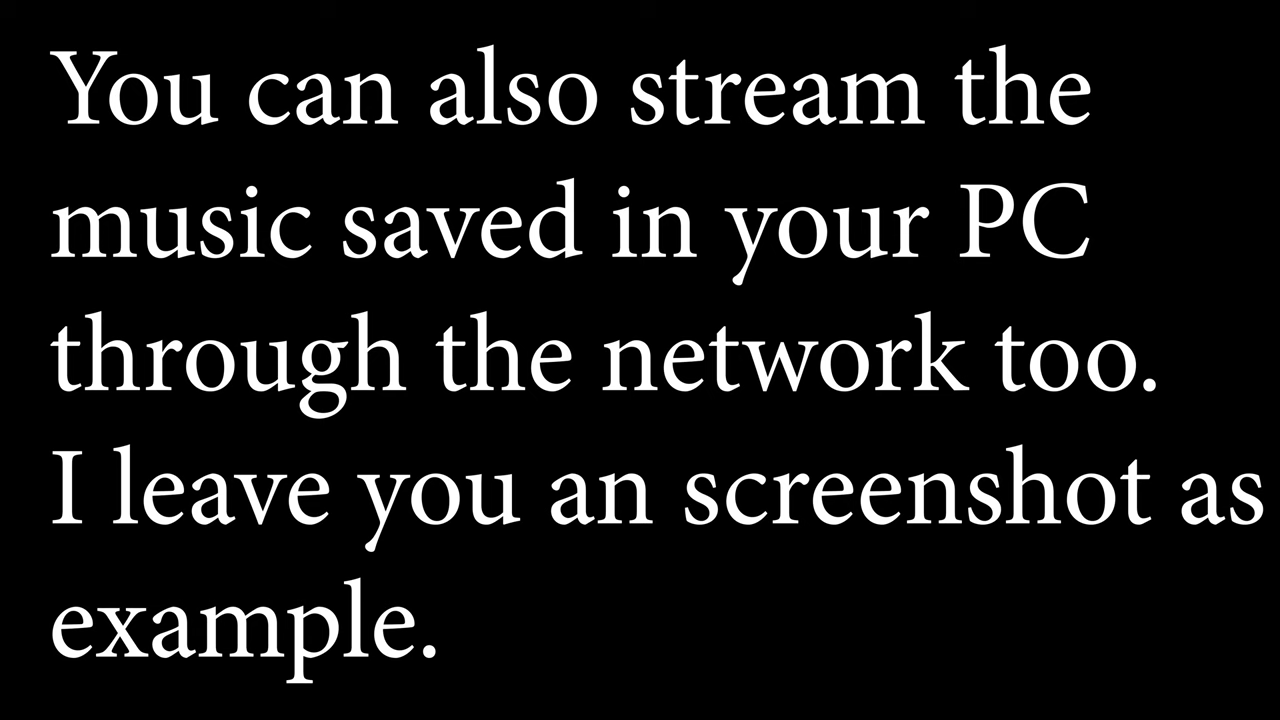 You can also stream the
music saved in your PC
through the network too.
I leave you an screenshot as
example.